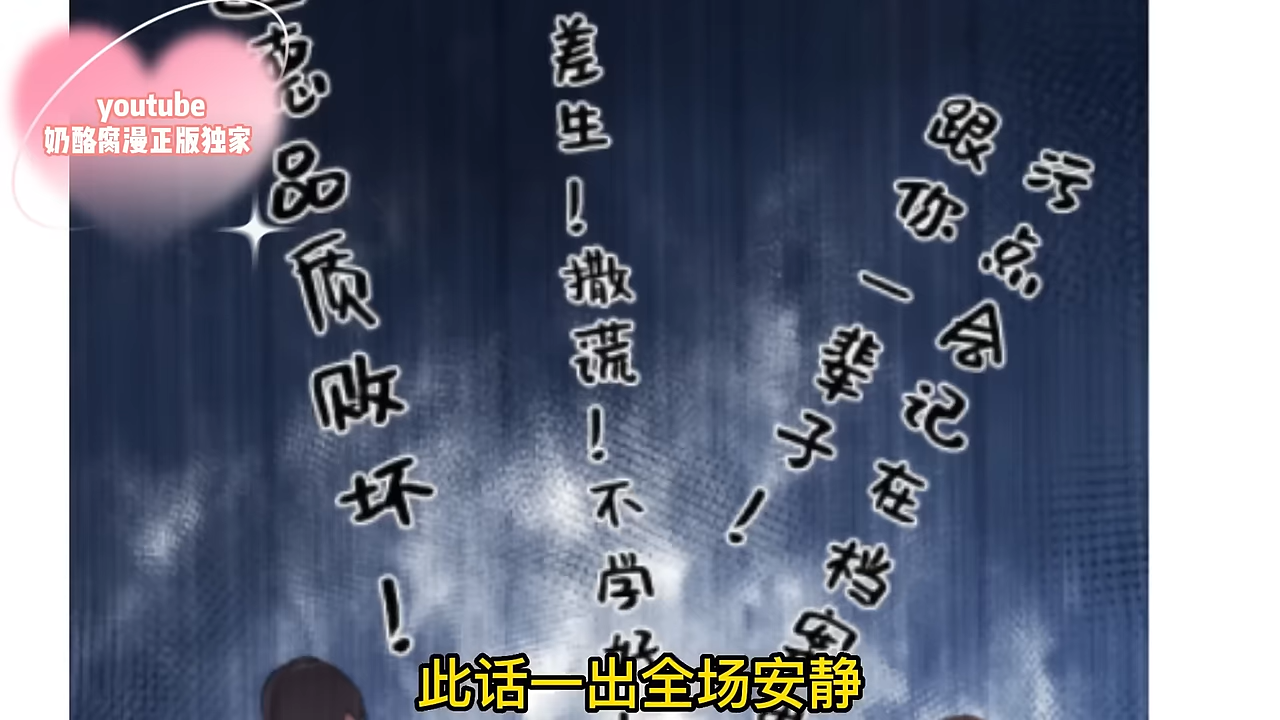 youtube
奶酪腐漫正版独家
品质败坏！
差生！撒谎！不学好
污点会记在档案
跟你一辈子！
此话一出全场安静